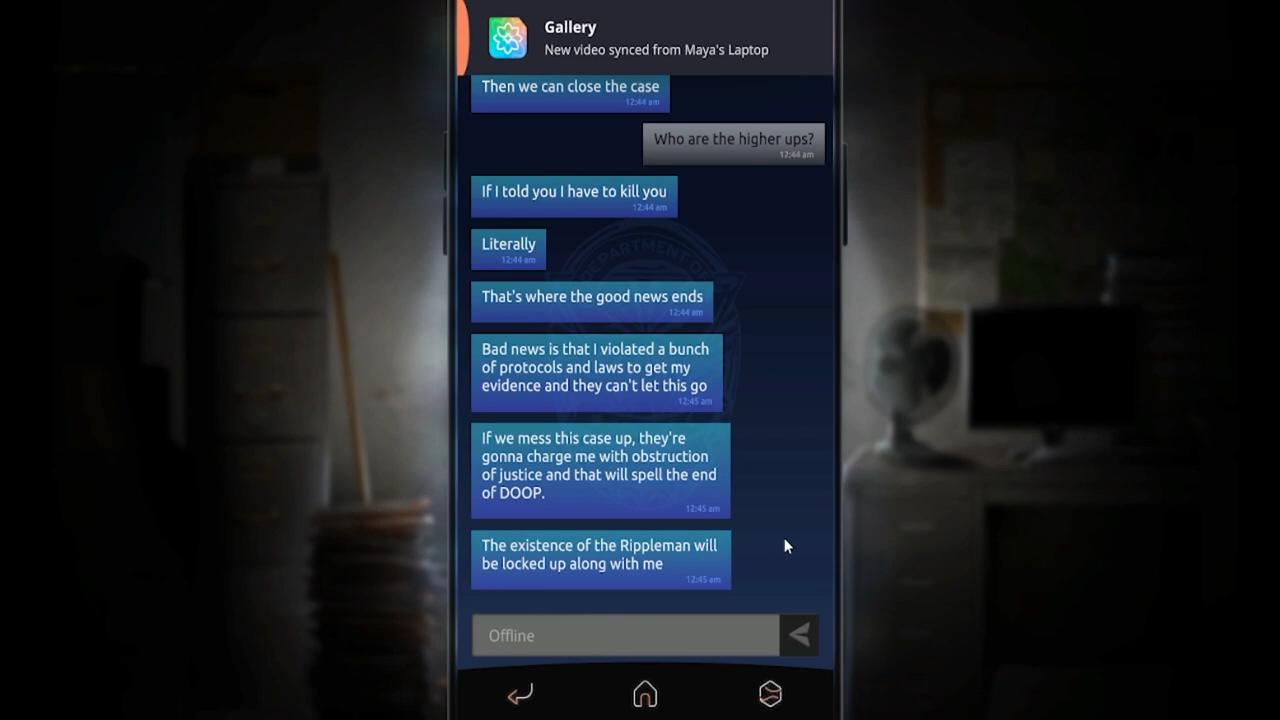 Gallery
New video synced from Maya's Laptop
Then we can close the case
12:44 am
Who are the higher ups?
12:44 am
If I told you I have to kill you
12:44 am
Literally
12:44 am
DEPARTMENT OF
That's where the good news ends
12:44 am
Bad news is that I violated a bunch
of protocols and laws to get my
evidence and they can't let this go
12:45 am
If we mess this case up, they're
gonna charge me with obstruction
of justice and that will spell the end
of DOOP.
12:45 am
The existence of the Rippleman will
be locked up along with me
12:45 am
Offline